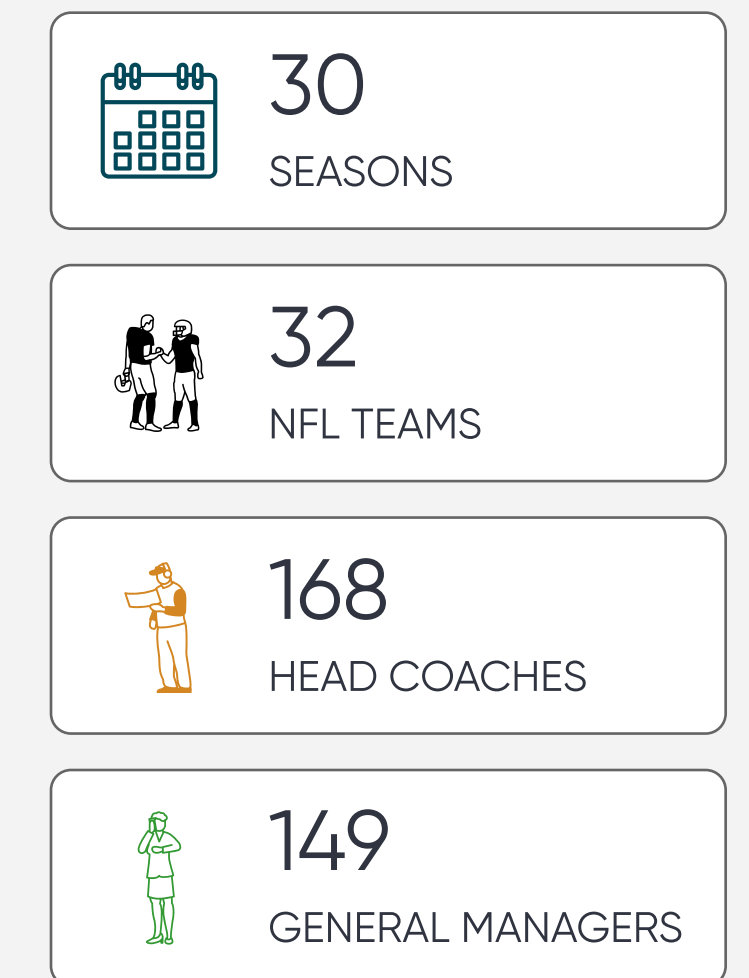 30
SEASONS
32
NFL TEAMS
168
HEAD COACHES
149
GENERAL MANAGERS